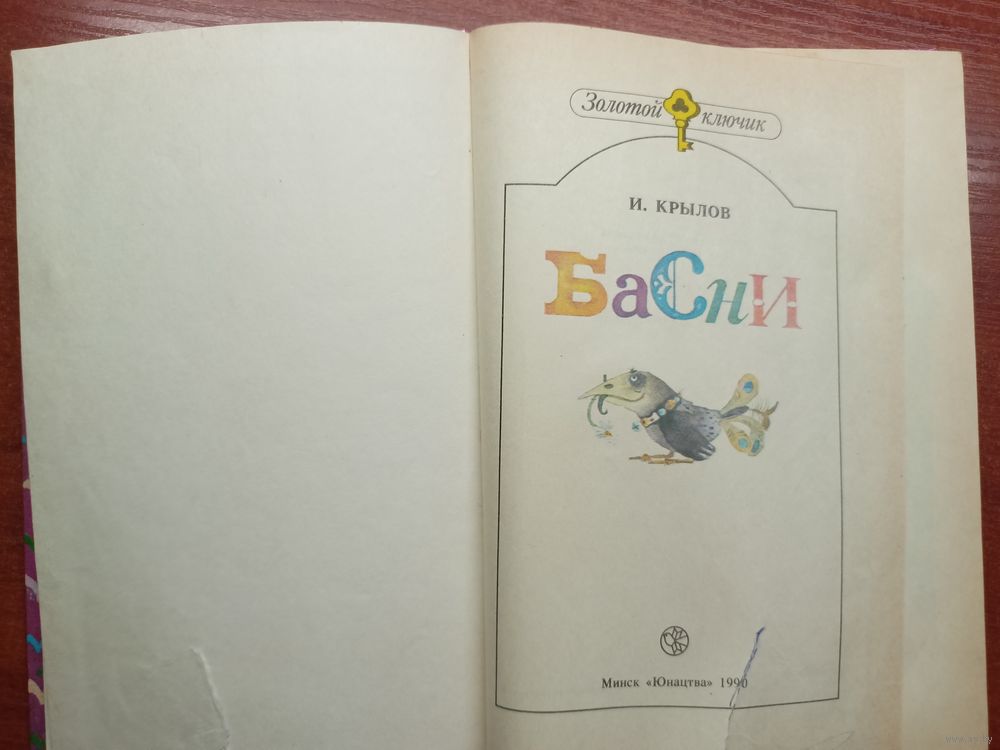 Золотой ключик
И. КРЫЛОВ
БаСнИ
Минск «Юнацтва» 1990